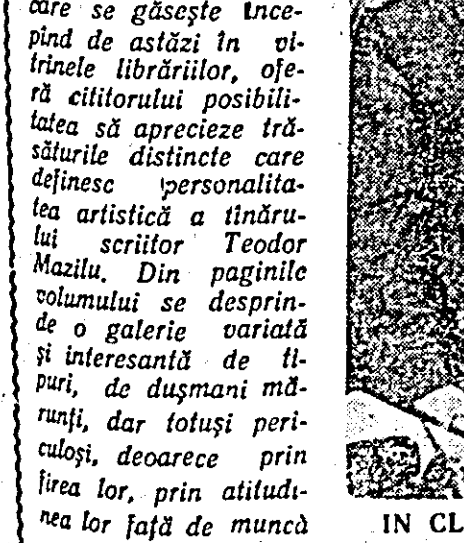 care se găsește înce-
pînd de astăzi în vi-
trinele librăriilor, ofe-
ră cititorului posibili-
tatea să aprecieze tră-
săturile distincte care
definesc personalita-
tea artistică a tînăru-
lui scriitor Teodor
Mazilu. Din paginile
volumului se desprin-
de o galerie variată
și interesantă de ti-
puri, de dușmani mă-
runți, dar totuși peri-
culoși, deoarece prin
firea lor, prin atitudi-
nea lor față de muncă
IN CL